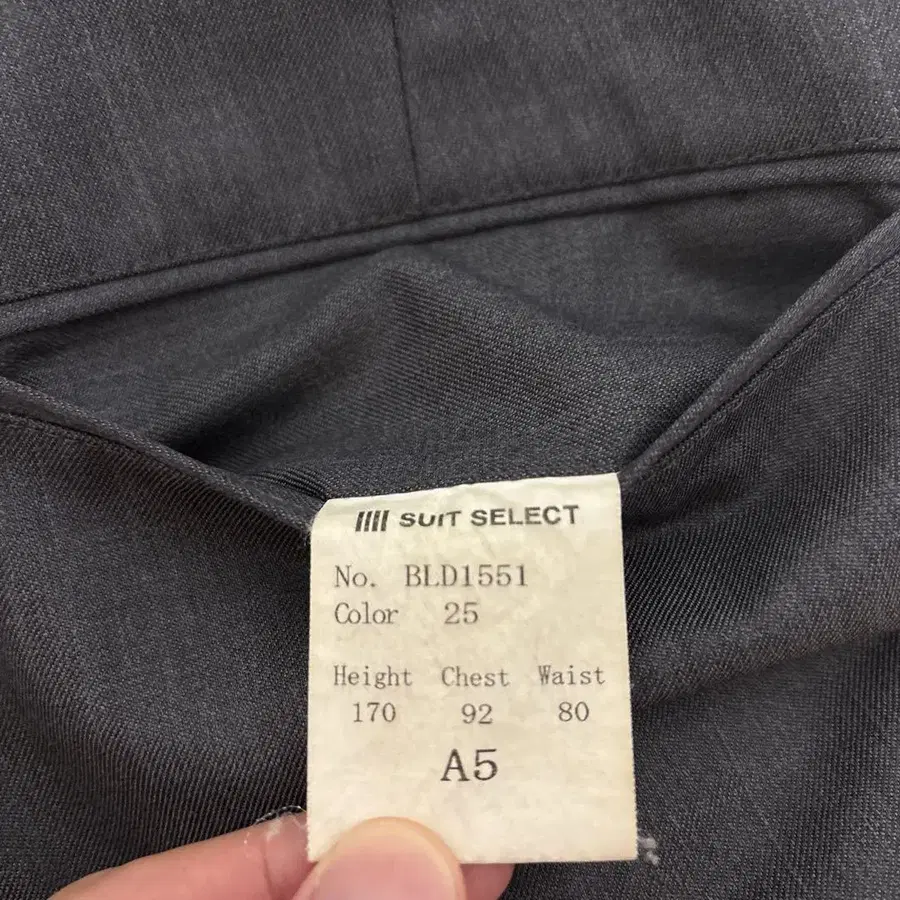 SUIT SELECT
No. BLD1551
Color 25
Height Chest Waist
170 92 80
A5